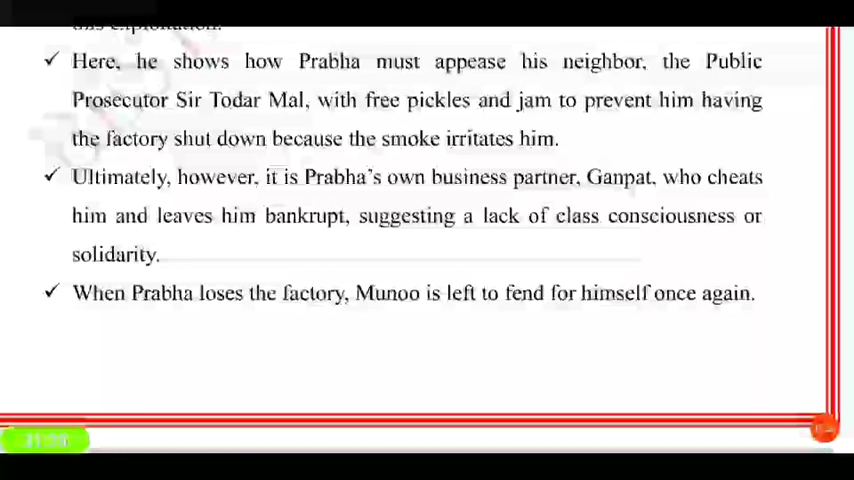 ✓ Here, he shows how Prabha must appease his neighbor, the Public
Prosecutor Sir Todar Mal, with free pickles and jam to prevent him having
the factory shut down because the smoke irritates him.
✓ Ultimately, however, it is Prabha's own business partner, Ganpat, who cheats
him and leaves him bankrupt, suggesting a lack of class consciousness or
solidarity.
✓ When Prabha loses the factory, Munoo is left to fend for himself once again.